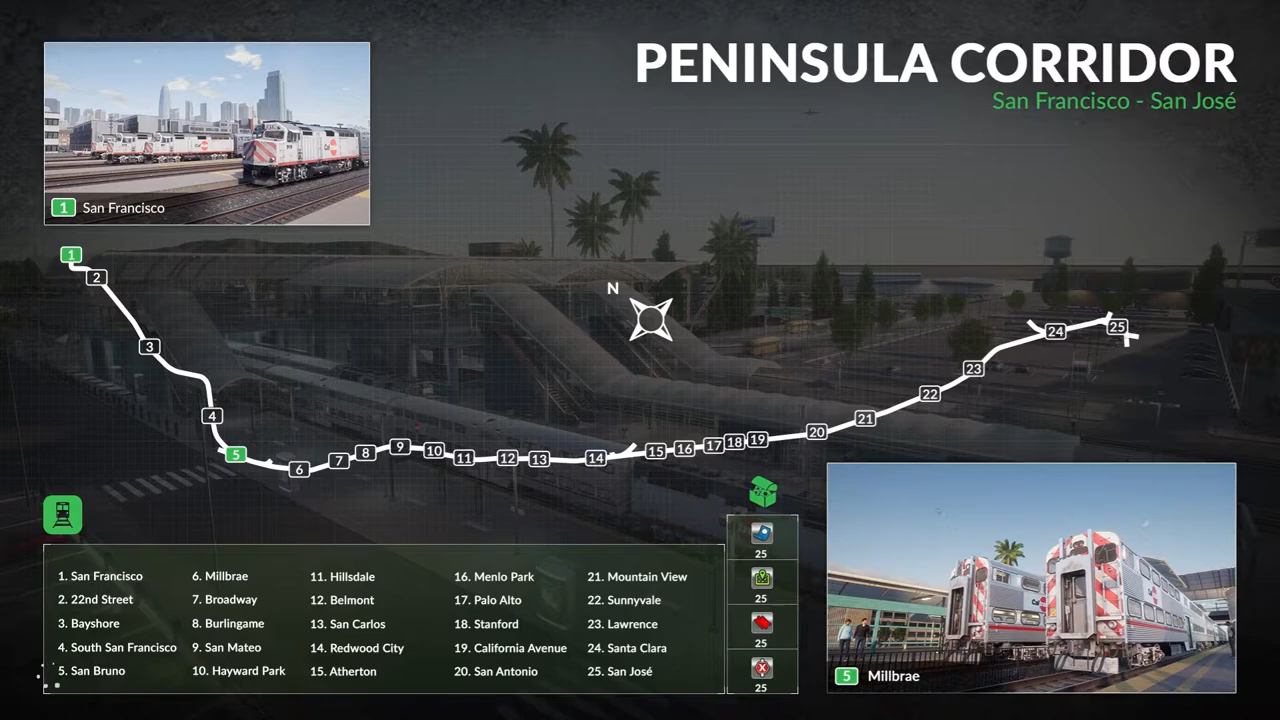 PENINSULA CORRIDOR
San Francisco - San José
1 San Francisco
1
2
3
4
5
6
7
8
9
10
11
12
13
14
15
16
17
18
19
20
21
22
23
24
25
N
1. San Francisco
2. 22nd Street
3. Bayshore
4. South San Francisco
5. San Bruno
6. Millbrae
7. Broadway
8. Burlingame
9. San Mateo
10. Hayward Park
11. Hillsdale
12. Belmont
13. San Carlos
14. Redwood City
15. Atherton
16. Menlo Park
17. Palo Alto
18. Stanford
19. California Avenue
20. San Antonio
21. Mountain View
22. Sunnyvale
23. Lawrence
24. Santa Clara
25. San José
25
25
25
25
5 Millbrae